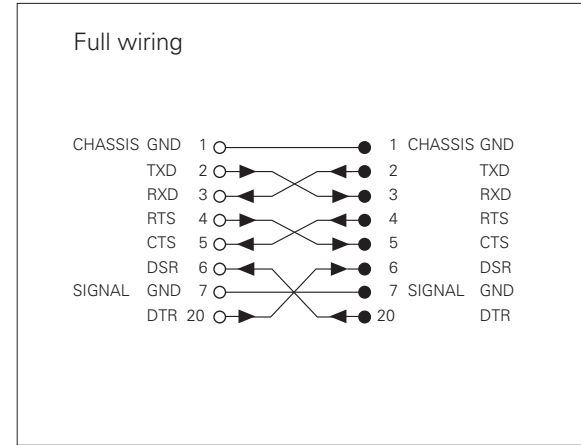 Full wiring
CHASSIS GND 1 1 CHASSIS GND
TXD 2 2 TXD
RXD 3 3 RXD
RTS 4 4 RTS
CTS 5 5 CTS
DSR 6 6 DSR
SIGNAL GND 7 7 SIGNAL GND
DTR 20 20 DTR